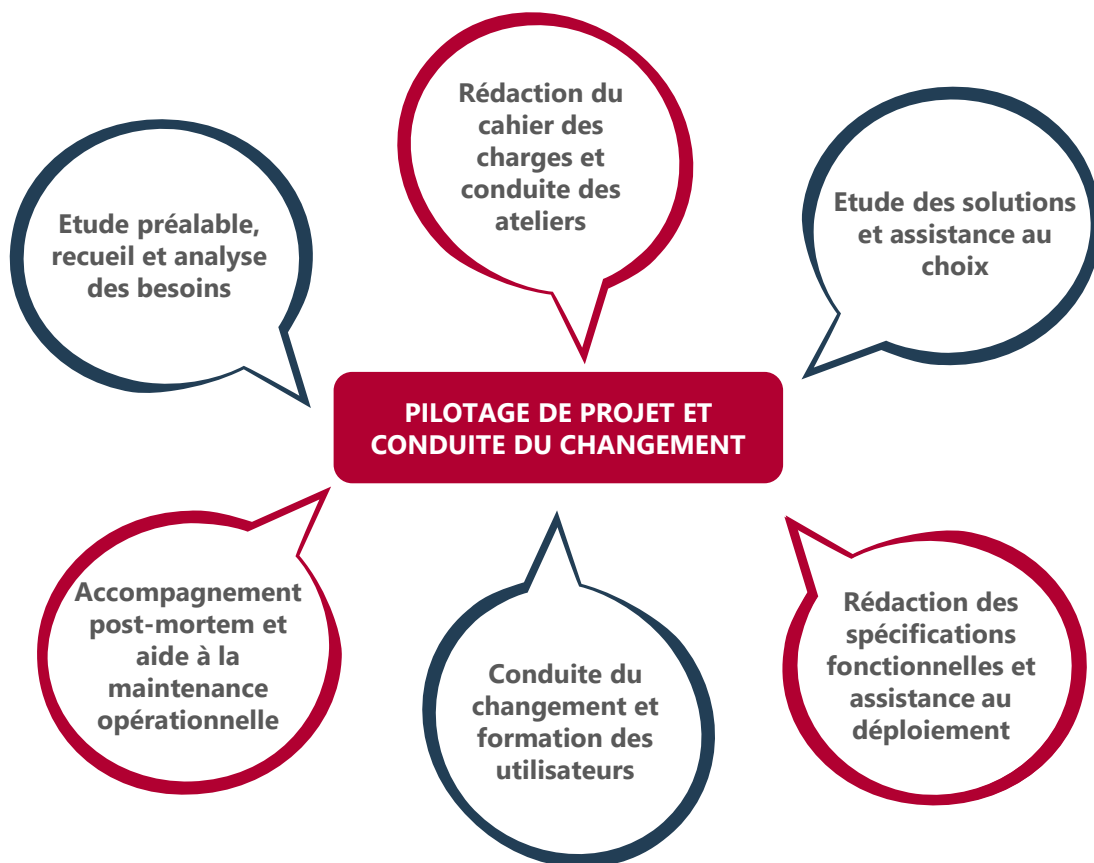 Etude préalable,
recueil et analyse
des besoins
Rédaction du
cahier des
charges et
conduite des
ateliers
Etude des solutions
et assistance au
choix
PILOTAGE DE PROJET ET
CONDUITE DU CHANGEMENT
Accompagnement
post-mortem et
aide à la
maintenance
opérationnelle
Conduite du
changement et
formation des
utilisateurs
Rédaction des
spécifications
fonctionnelles et
assistance au
déploiement